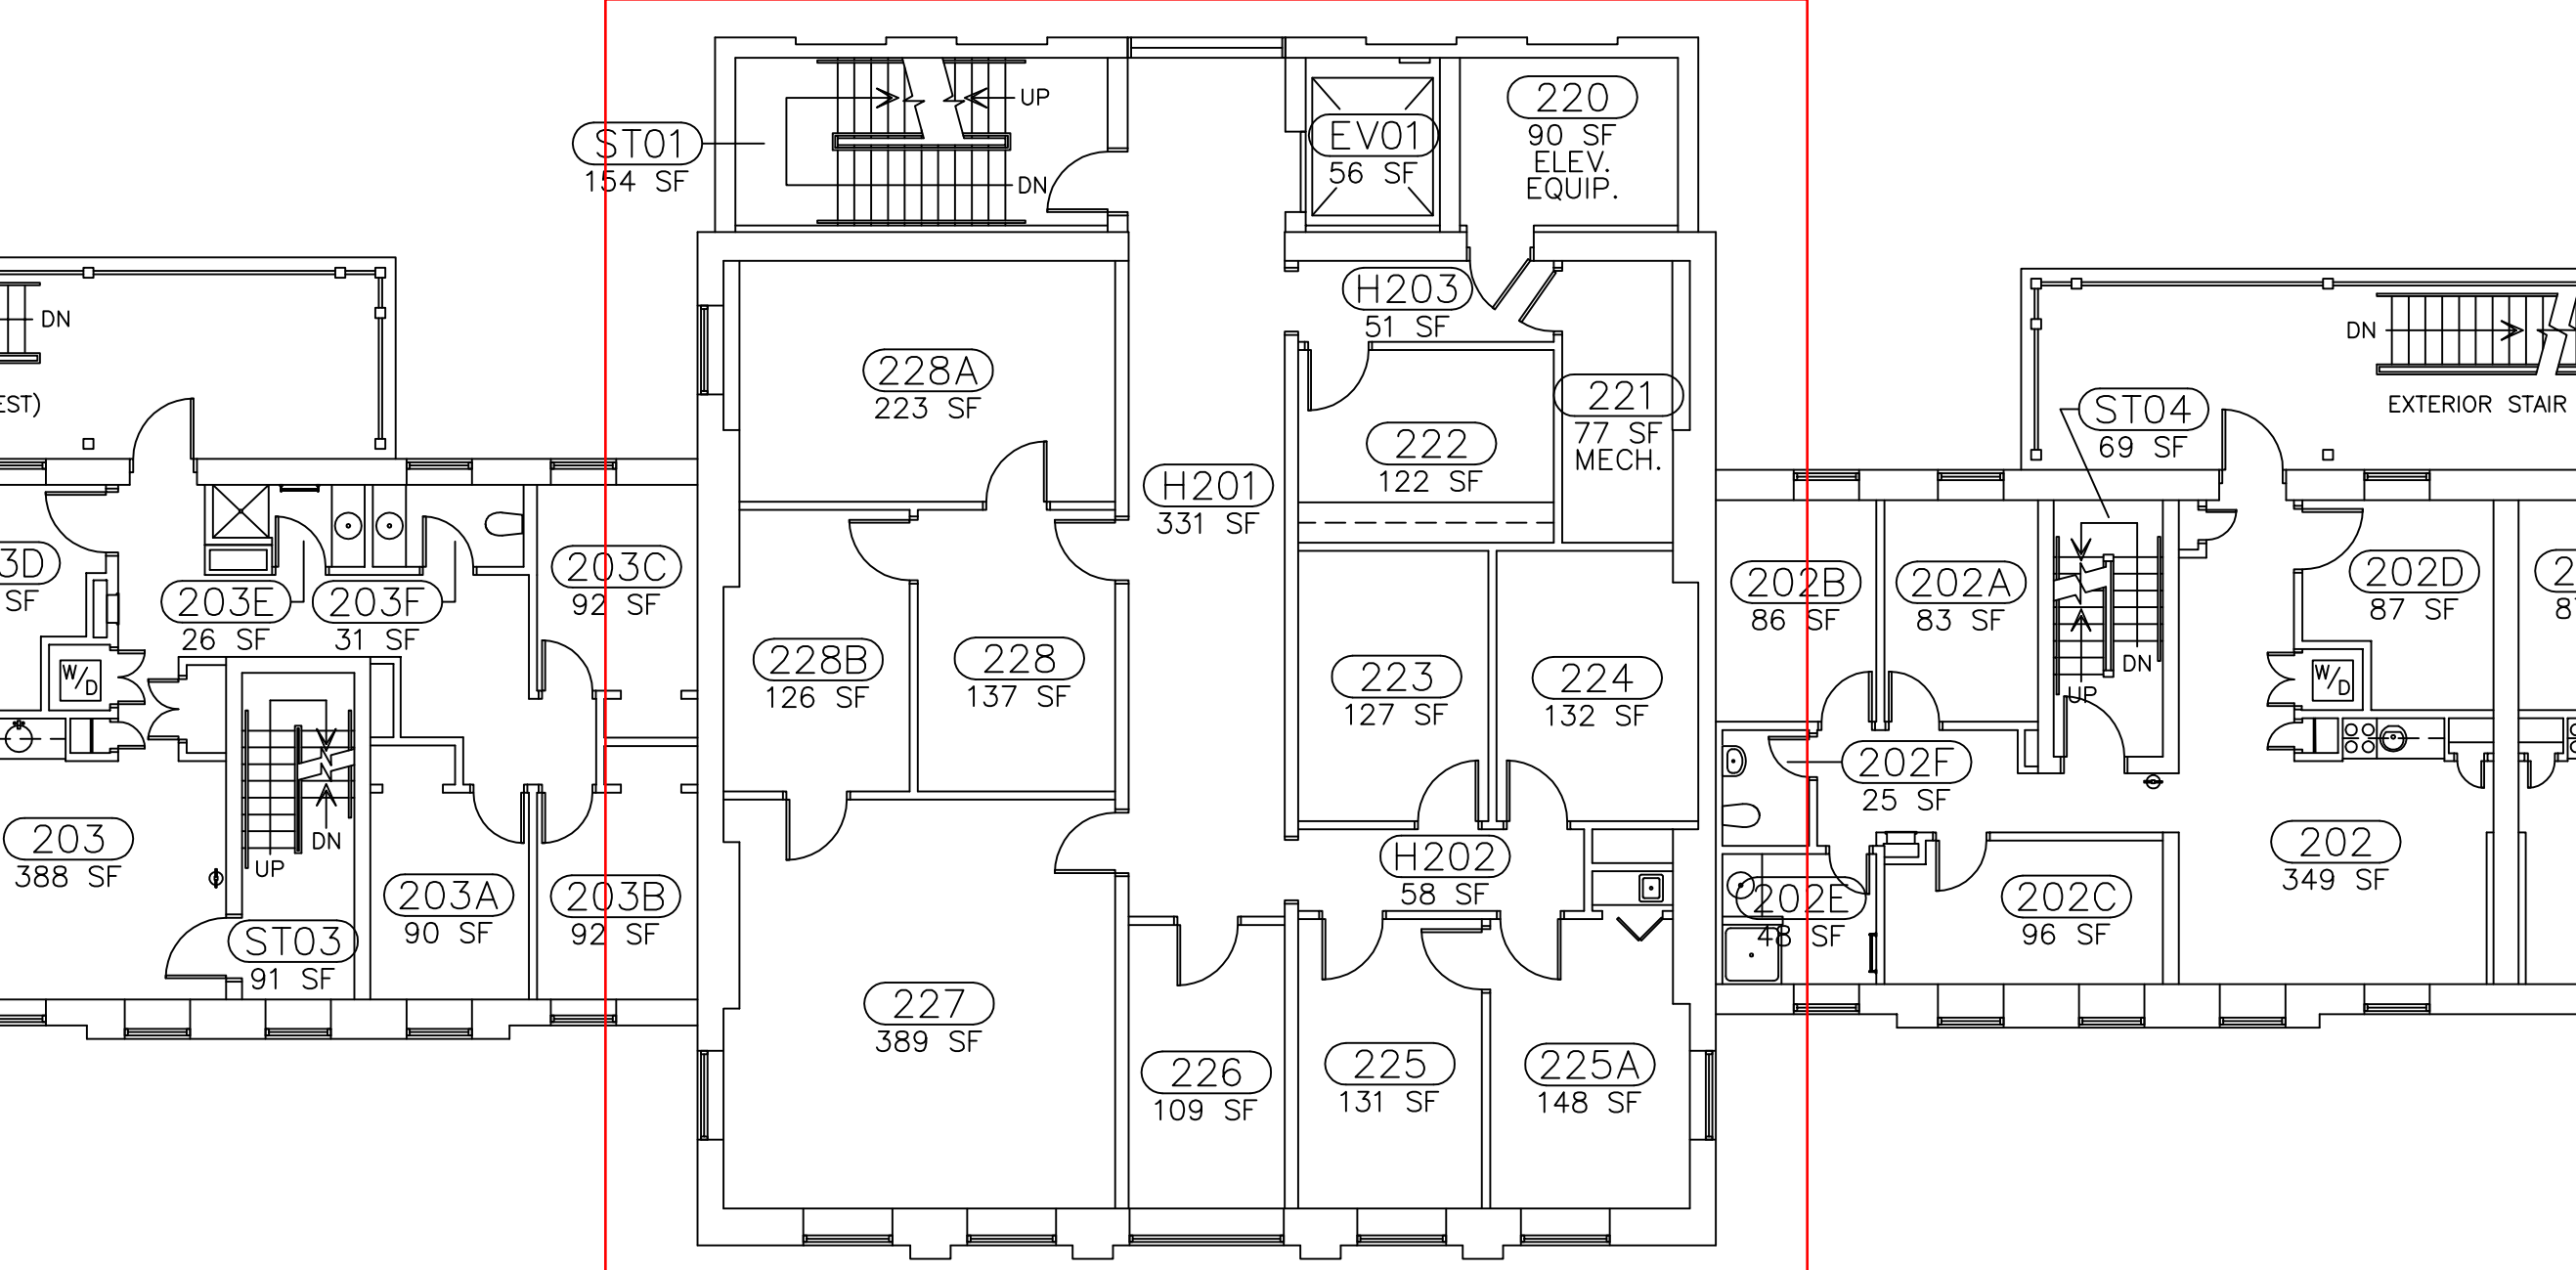 ST01
154 SF
UP
DN
EV01
56 SF
220
90 SF
ELEV.
EQUIP.
DN
EST)
H203
51 SF
228A
223 SF
221
77 SF
MECH.
222
122 SF
H201
331 SF
DN
EXTERIOR STAIR
ST04
69 SF
3D
SF
203E
26 SF
203F
31 SF
203C
92 SF
W/D
228B
126 SF
228
137 SF
223
127 SF
224
132 SF
202B
86 SF
202A
83 SF
DN
UP
202D
87 SF
W/D
203
388 SF
UP
DN
ST03
91 SF
203A
90 SF
203B
92 SF
H202
58 SF
202F
25 SF
202E
48 SF
202C
96 SF
202
349 SF
227
389 SF
226
109 SF
225
131 SF
225A
148 SF